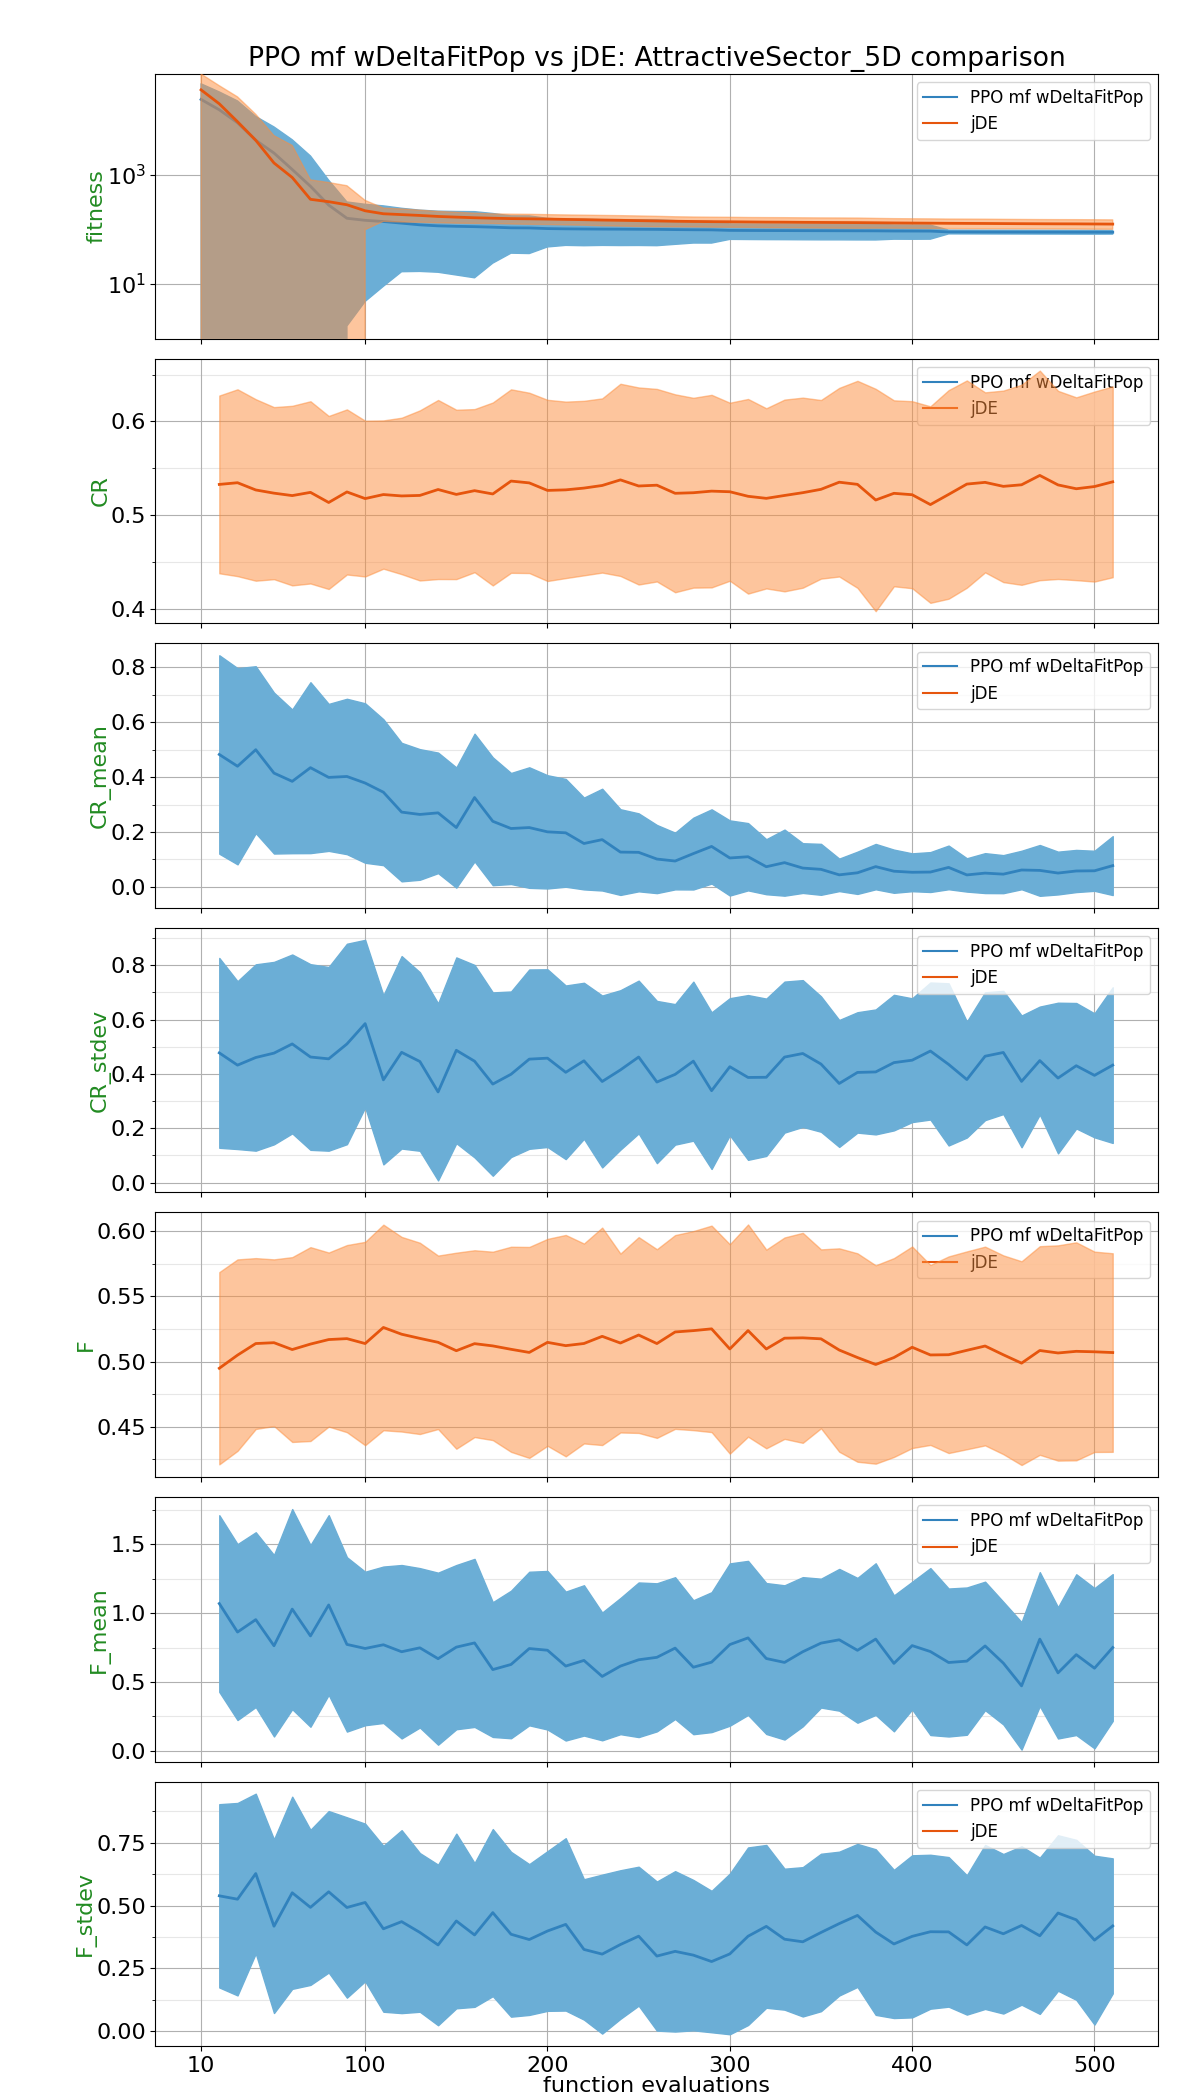 PPO mf wDeltaFitPop vs jDE: AttractiveSector_5D comparison
PPO mf wDeltaFitPop
jDE
10³
10¹
fitness
PPO mf wDeltaFitPop
jDE
0.6
0.5
0.4
CR
PPO mf wDeltaFitPop
jDE
0.8
0.6
0.4
0.2
0.0
CR_mean
PPO mf wDeltaFitPop
jDE
0.8
0.6
0.4
0.2
0.0
CR_stdev
PPO mf wDeltaFitPop
jDE
0.60
0.55
0.50
0.45
F
PPO mf wDeltaFitPop
jDE
1.5
1.0
0.5
0.0
F_mean
PPO mf wDeltaFitPop
jDE
0.75
0.50
0.25
0.00
F_stdev
10 100 200 300 400 500
function evaluations